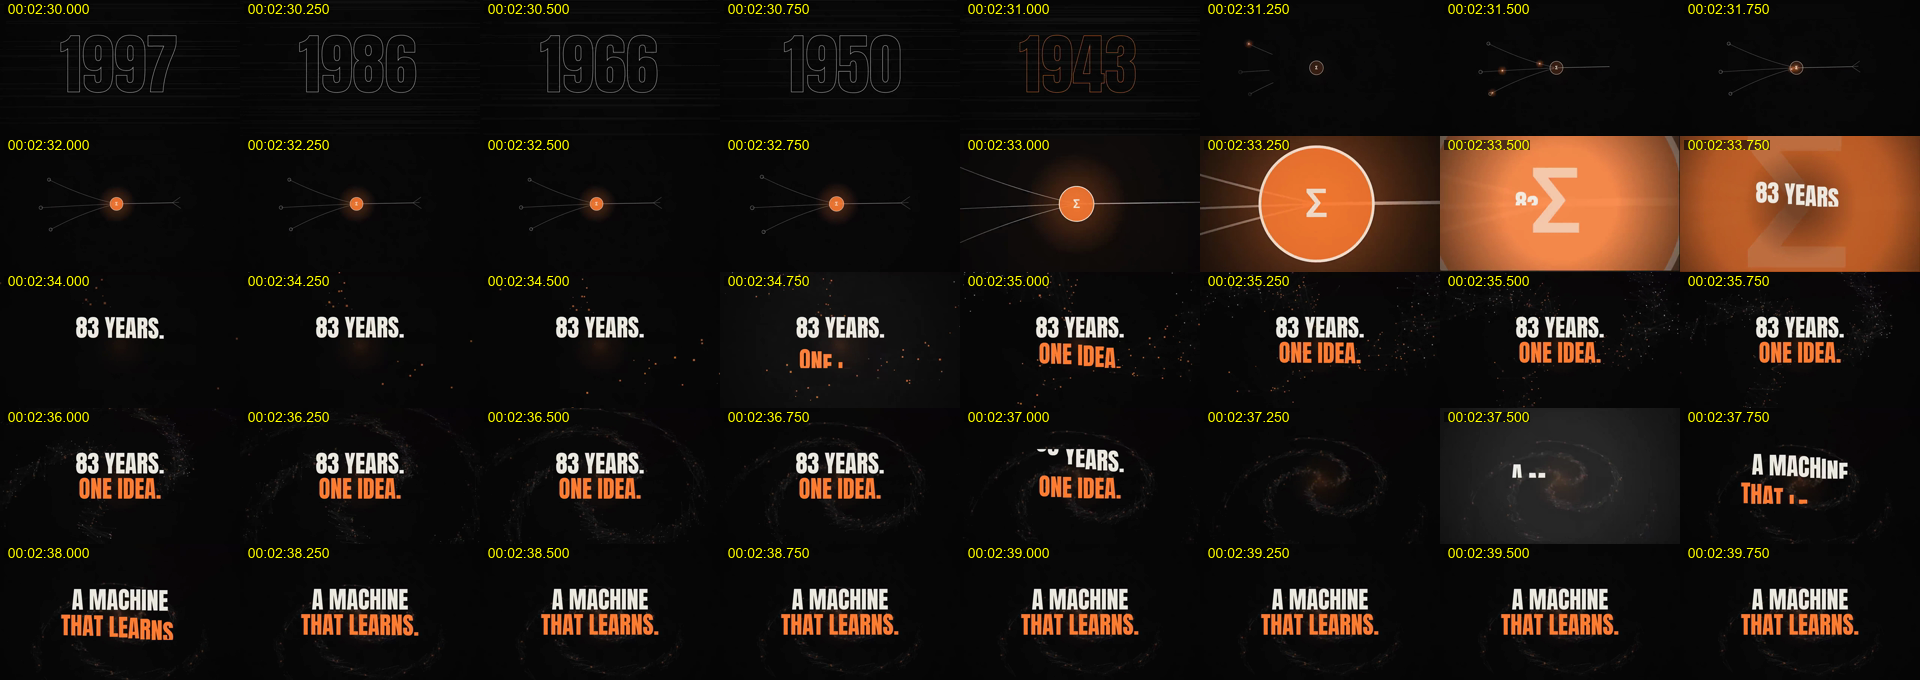 00:02:30.000 00:02:30.250 00:02:30.500 00:02:30.750 00:02:31.000 00:02:31.250 00:02:31.500 00:02:31.750
1997 1986 1966 1950 1943 Σ Σ
00:02:32.000 00:02:32.250 00:02:32.500 00:02:32.750 00:02:33.000 00:02:33.250 00:02:33.500 00:02:33.750
Σ Σ Σ Σ Σ Σ Σ Σ
83 YEARS
00:02:34.000 00:02:34.250 00:02:34.500 00:02:34.750 00:02:35.000 00:02:35.250 00:02:35.500 00:02:35.750
83 YEARS. 83 YEARS. 83 YEARS. 83 YEARS. 83 YEARS. 83 YEARS. 83 YEARS. 83 YEARS.
ONE IDEA. ONE IDEA. ONE IDEA. ONE IDEA.
00:02:36.000 00:02:36.250 00:02:36.500 00:02:36.750 00:02:37.000 00:02:37.250 00:02:37.500 00:02:37.750
83 YEARS. 83 YEARS. 83 YEARS. 83 YEARS. YEARS. A A MACHINE
ONE IDEA. ONE IDEA. ONE IDEA. ONE IDEA. ONE IDEA. THAT
00:02:38.000 00:02:38.250 00:02:38.500 00:02:38.750 00:02:39.000 00:02:39.250 00:02:39.500 00:02:39.750
A MACHINE A MACHINE A MACHINE A MACHINE A MACHINE A MACHINE A MACHINE A MACHINE
THAT LEARNS THAT LEARNS. THAT LEARNS. THAT LEARNS. THAT LEARNS. THAT LEARNS. THAT LEARNS. THAT LEARNS.